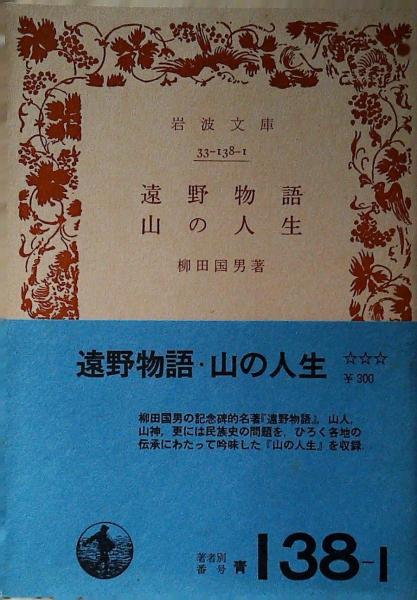 岩波文庫
33-138-1
遠野物語
山の人生
柳田国男著
遠野物語・山の人生 ☆☆☆
￥300
柳田国男の記念碑的名著『遠野物語』。山人，
山神，更には民族史の問題を，ひろく各地の
伝承にわたって吟味した『山の人生』を収録．
著者別
番号 青 138-1